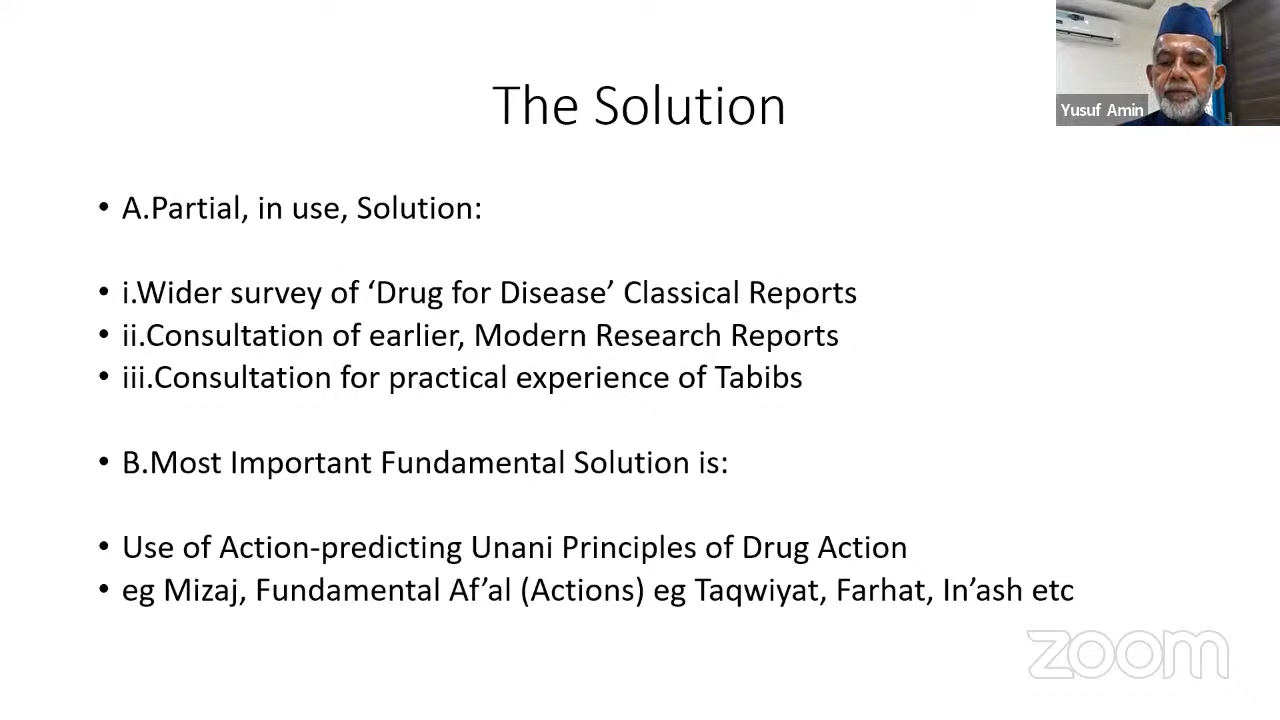 The Solution
Yusuf Amin
• A.Partial, in use, Solution:
• i.Wider survey of ‘Drug for Disease’ Classical Reports
• ii.Consultation of earlier, Modern Research Reports
• iii.Consultation for practical experience of Tabibs
• B.Most Important Fundamental Solution is:
• Use of Action-predicting Unani Principles of Drug Action
• eg Mizaj, Fundamental Af’al (Actions) eg Taqwiyat, Farhat, In’ash etc
zoom